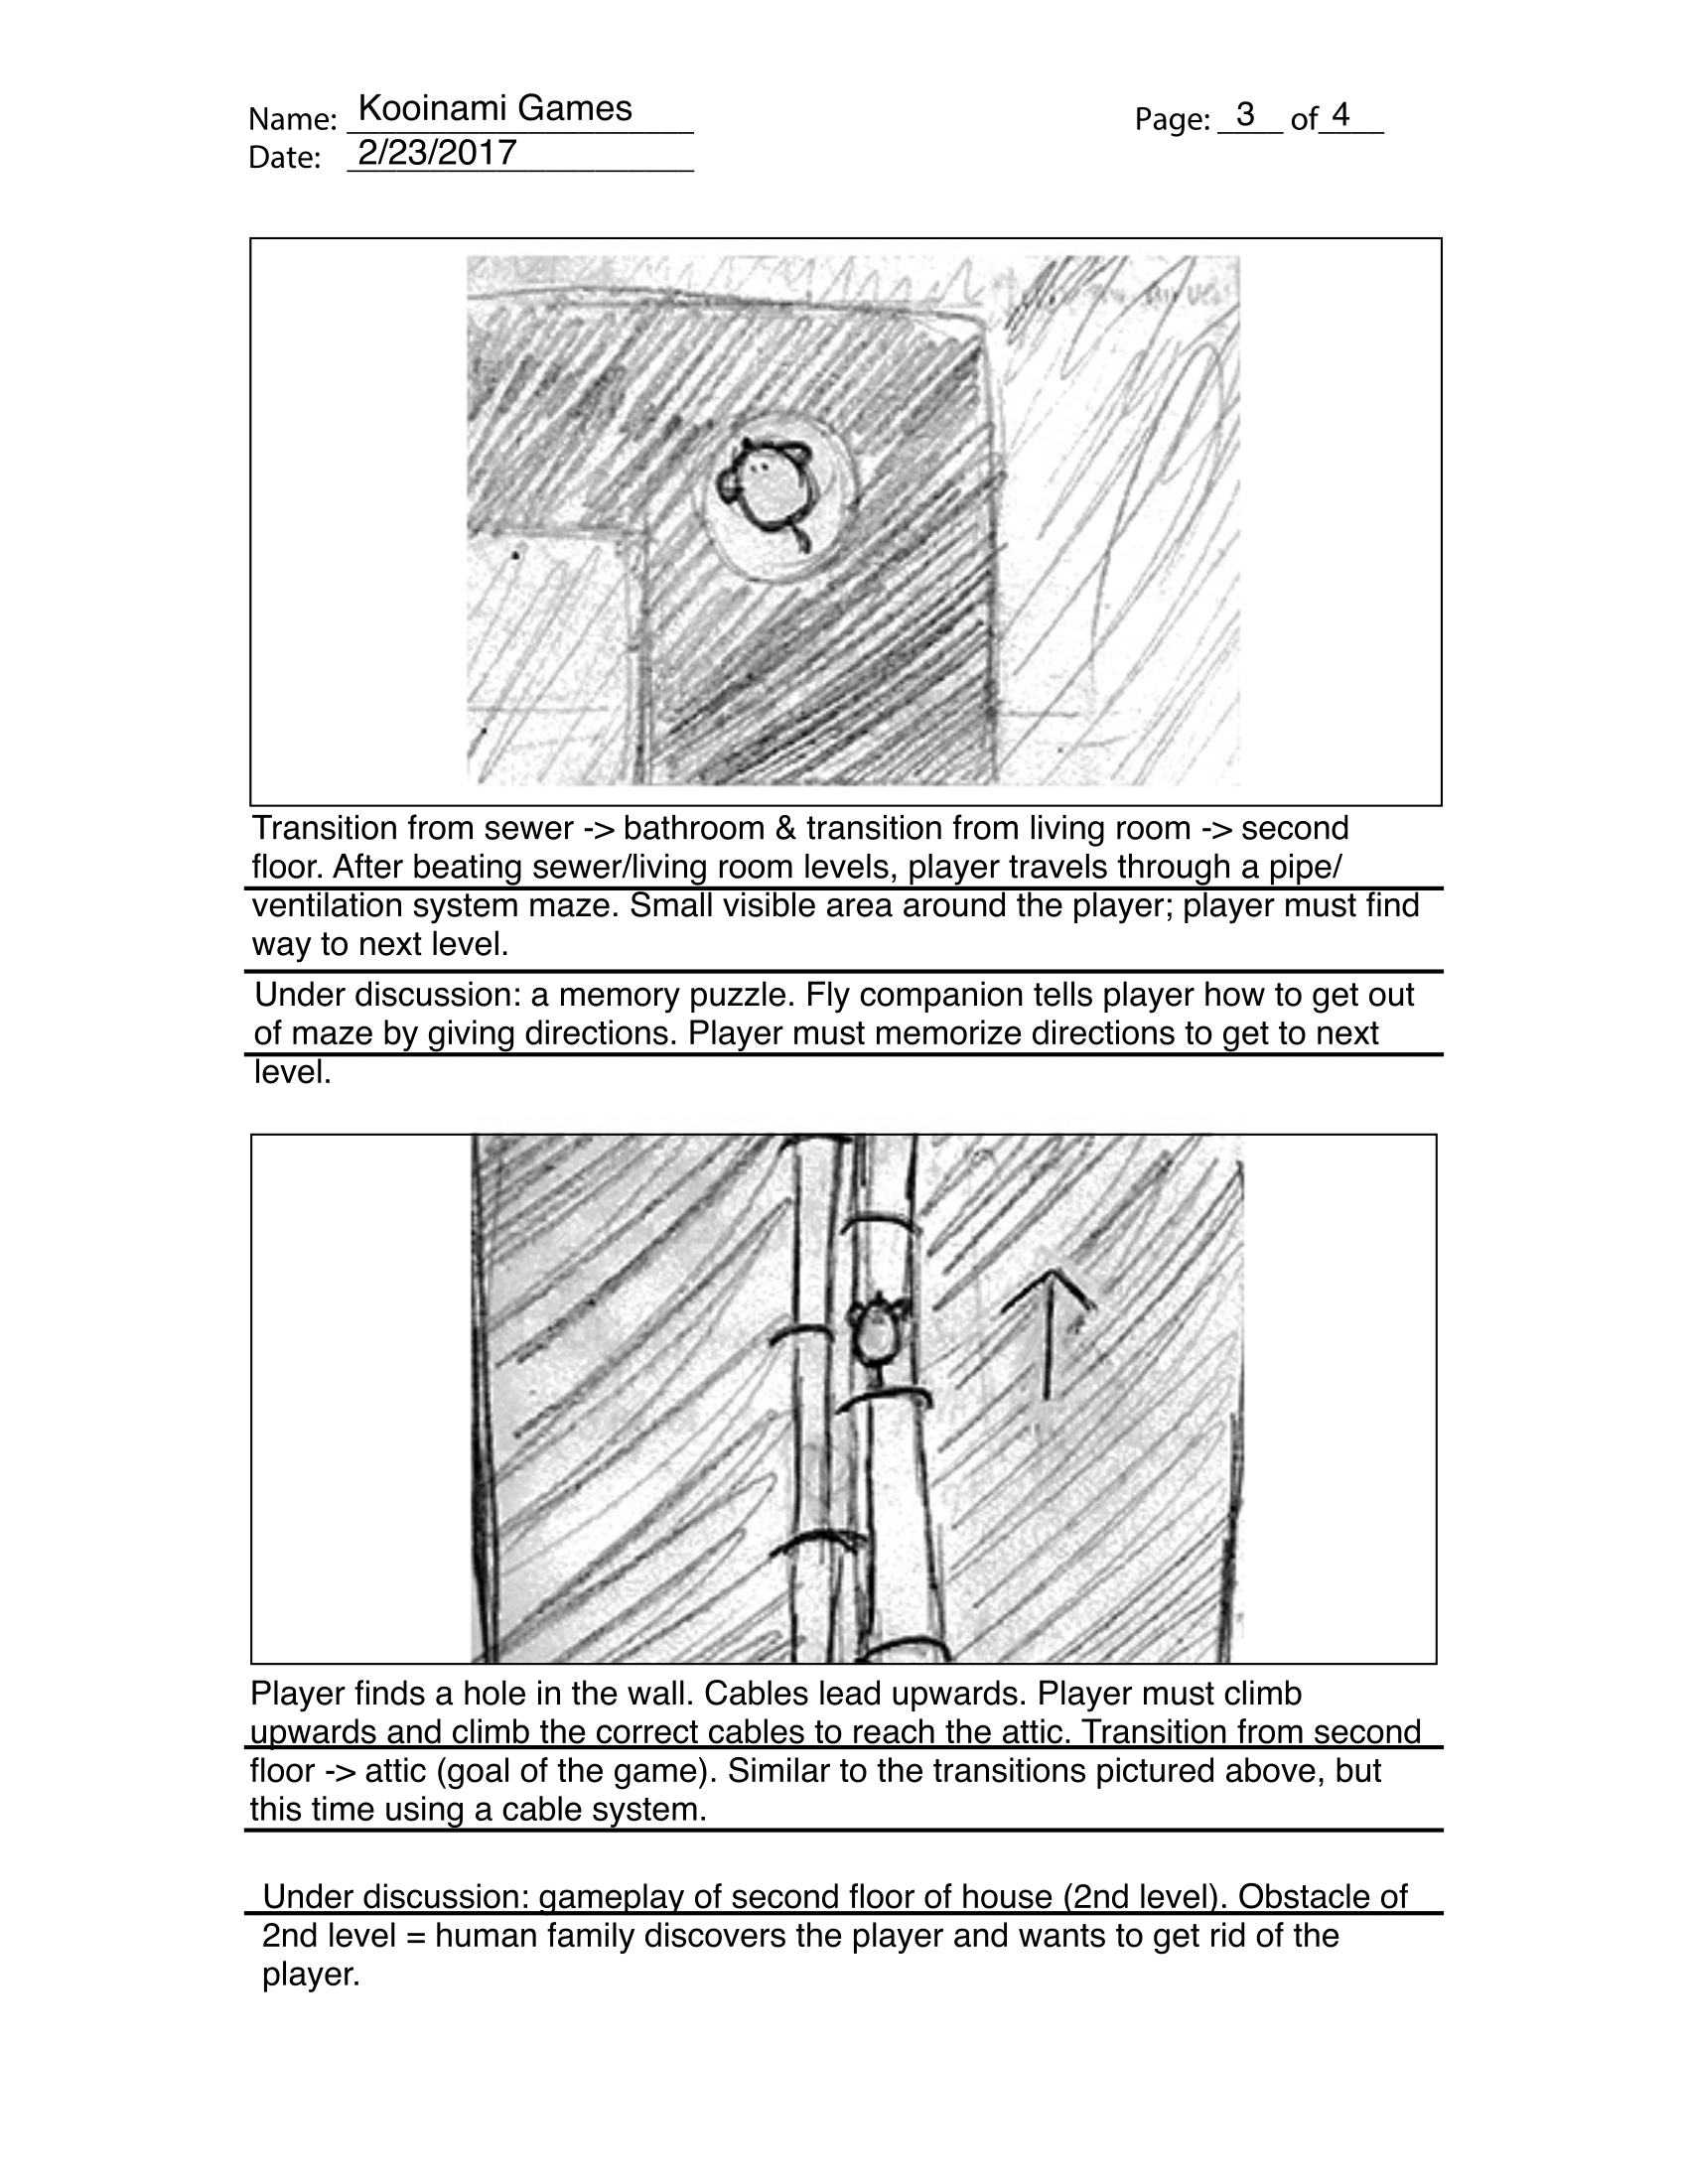 Name: Kooinami Games
Page: 3 of 4
Date: 2/23/2017
Transition from sewer -> bathroom & transition from living room -> second
floor. After beating sewer/living room levels, player travels through a pipe/
ventilation system maze. Small visible area around the player; player must find
way to next level.
Under discussion: a memory puzzle. Fly companion tells player how to get out
of maze by giving directions. Player must memorize directions to get to next
level.
Player finds a hole in the wall. Cables lead upwards. Player must climb
upwards and climb the correct cables to reach the attic. Transition from second
floor -> attic (goal of the game). Similar to the transitions pictured above, but
this time using a cable system.
Under discussion: gameplay of second floor of house (2nd level). Obstacle of
2nd level = human family discovers the player and wants to get rid of the
player.